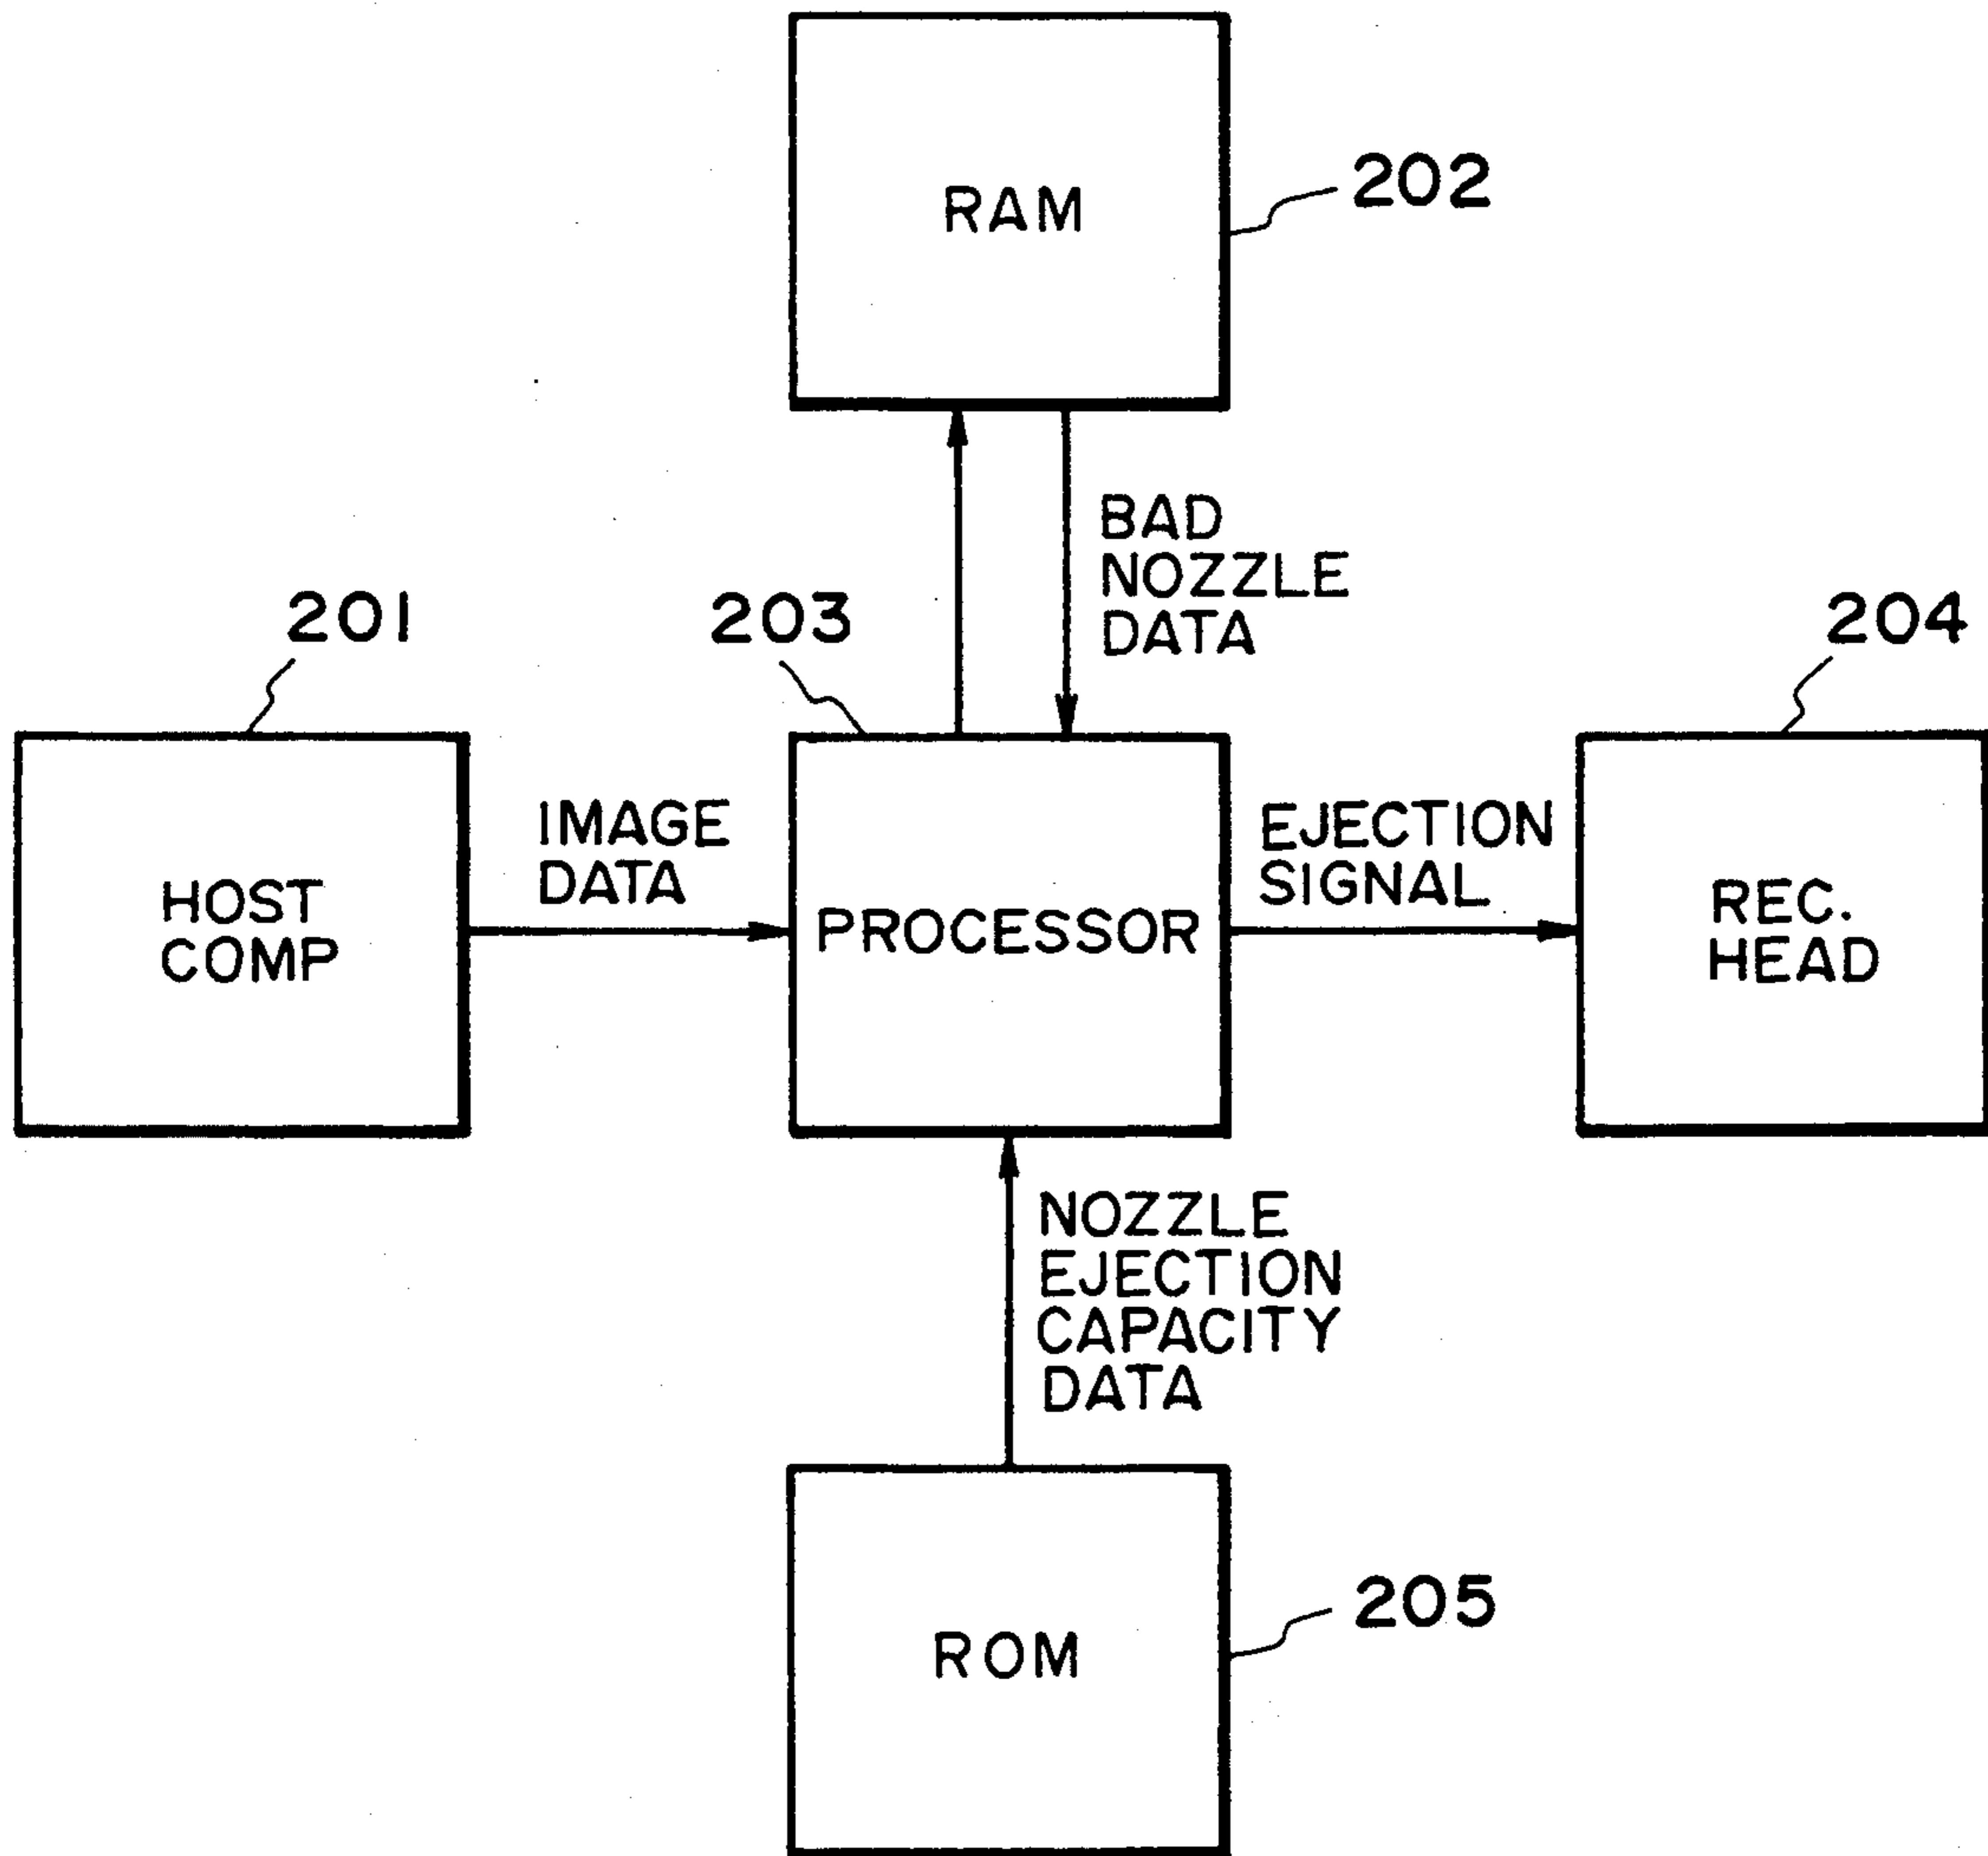 RAM
202
BAD
NOZZLE
DATA
201
203
204
HOST
COMP
IMAGE
DATA
PROCESSOR
EJECTION
SIGNAL
REC.
HEAD
NOZZLE
EJECTION
CAPACITY
DATA
ROM
205